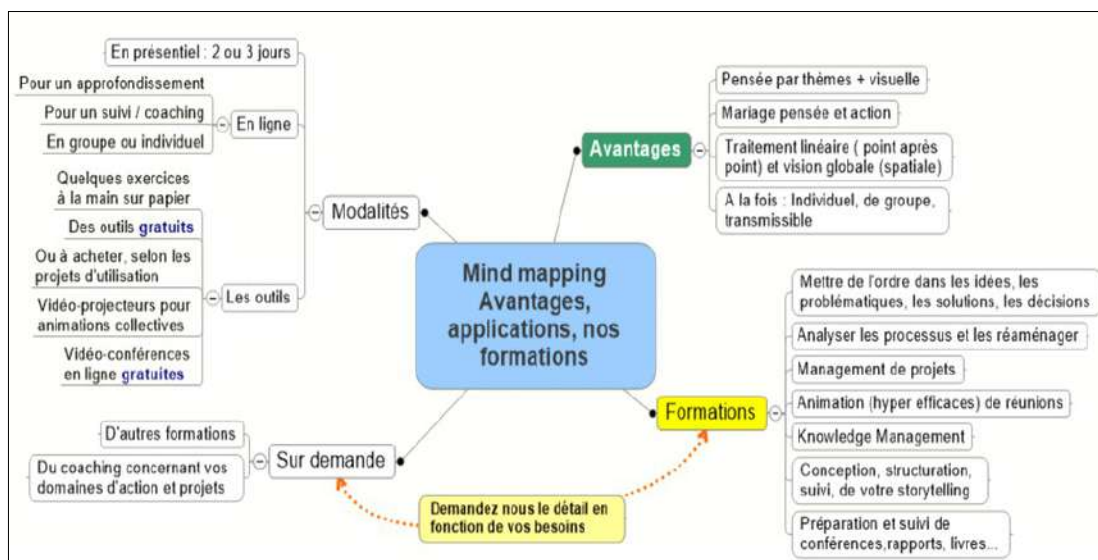 Mind mapping
Avantages,
applications, nos
formations
Avantages
Pensée par thèmes + visuelle
Mariage pensée et action
Traitement linéaire ( point après
point) et vision globale (spatiale)
A la fois : Individuel, de groupe,
transmissible
Formations
Mettre de l'ordre dans les idées, les
problématiques, les solutions, les décisions
Analyser les processus et les réaménager
Management de projets
Animation (hyper efficaces) de réunions
Knowledge Management
Conception, structuration,
suivi, de votre storytelling
Préparation et suivi de
conférences,rapports, livres...
Demandez nous le détail en
fonction de vos besoins
Sur demande
D'autres formations
Du coaching concernant vos
domaines d'action et projets
Modalités
En présentiel : 2 ou 3 jours
En ligne
Pour un approfondissement
Pour un suivi / coaching
En groupe ou individuel
Les outils
Quelques exercices
à la main sur papier
Des outils gratuits
Ou à acheter, selon les
projets d'utilisation
Vidéo-projecteurs pour
animations collectives
Vidéo-conférences
en ligne gratuites